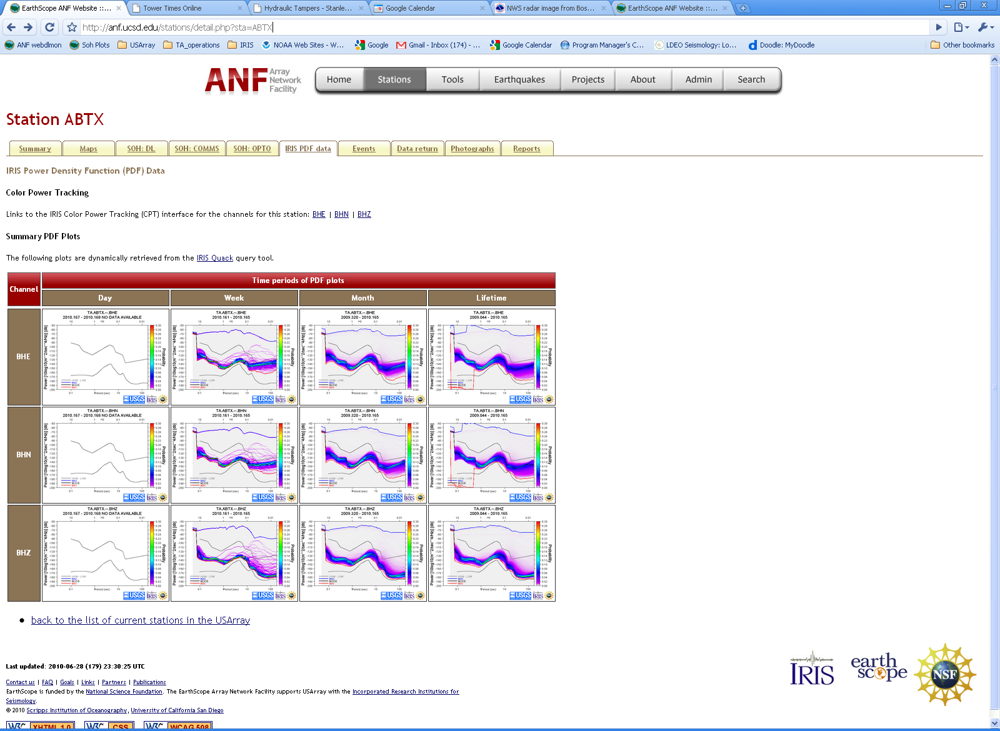 EarthScope ANF Website ::...
Tower Times Online
Hydraulic Tampers - Stanle...
Google Calendar
NWS radar image from Bos...
EarthScope ANF Website ::...
http://anf.ucsd.edu/stations/detail.php?sta=ABTX
ANF webdlmon
Soh Plots
USArray
TA_operations
IRIS
NOAA Web Sites - W...
Google
Gmail - Inbox (174) - ...
Google Calendar
Program Manager's C...
LDEO Seismology: Lo...
Doodle: MyDoodle
Other bookmarks
ANF Array Network Facility
Home
Stations
Tools
Earthquakes
Projects
About
Admin
Search
Station ABTX
Summary
Maps
SOH: DL
SOH: COMMS
SOH: OPTO
IRIS PDF data
Events
Data return
Photographs
Reports
IRIS Power Density Function (PDF) Data
Color Power Tracking
Links to the IRIS Color Power Tracking (CPT) interface for the channels for this station: BHE | BHN | BHZ
Summary PDF Plots
The following plots are dynamically retrieved from the IRIS Quack query tool.
Channel
Time periods of PDF plots
Day
Week
Month
Lifetime
BHE
TA.ABTX.--.BHE
2010.167 - 2010.168 NO DATA AVAILABLE
TA.ABTX.--.BHE
2010.161 - 2010.165
TA.ABTX.--.BHE
2009.320 - 2010.165
TA.ABTX.--.BHE
2009.044 - 2010.165
BHN
TA.ABTX.--.BHN
2010.167 - 2010.168 NO DATA AVAILABLE
TA.ABTX.--.BHN
2010.161 - 2010.165
TA.ABTX.--.BHN
2009.320 - 2010.165
TA.ABTX.--.BHN
2009.044 - 2010.165
BHZ
TA.ABTX.--.BHZ
2010.167 - 2010.168 NO DATA AVAILABLE
TA.ABTX.--.BHZ
2010.161 - 2010.165
TA.ABTX.--.BHZ
2009.320 - 2010.165
TA.ABTX.--.BHZ
2009.044 - 2010.165
back to the list of current stations in the USArray
IRIS
earth scope
NSF
Last updated: 2010-06-28 (179) 23:30:25 UTC
Contact us | FAQ | Goals | Links | Partners | Publications
EarthScope is funded by the National Science Foundation. The EarthScope Array Network Facility supports USArray with the Incorporated Research Institutions for
Seismology.
© 2010 Scripps Institution of Oceanography, University of California San Diego
W3C XHTML 1.0
W3C CSS
W3C WCAG 508